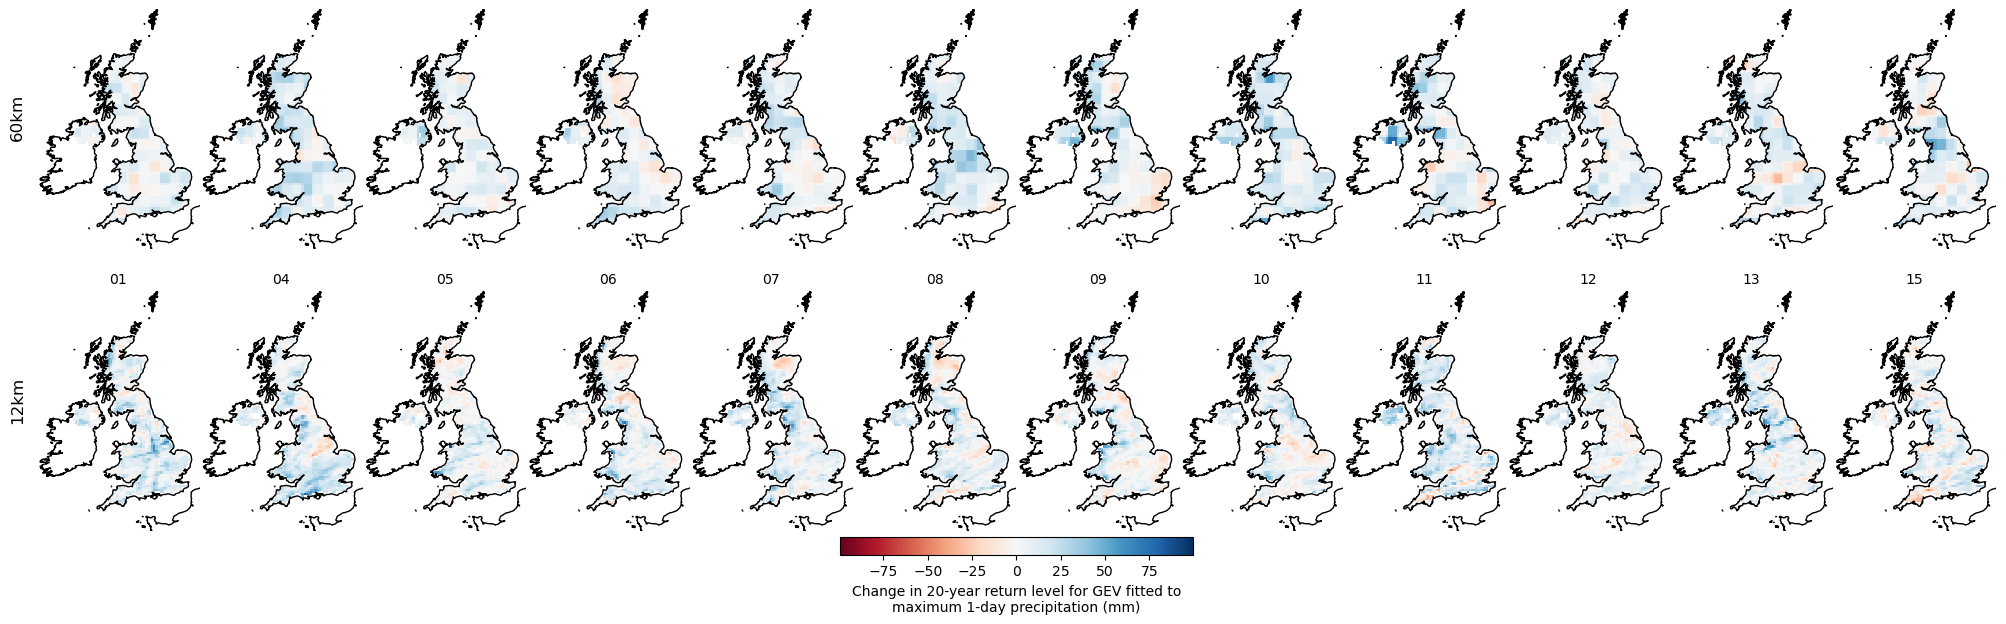 60km
01 04 05 06 07 08 09 10 11 12 13 15
12km
−75 −50 −25 0 25 50 75
Change in 20-year return level for GEV fitted to
maximum 1-day precipitation (mm)